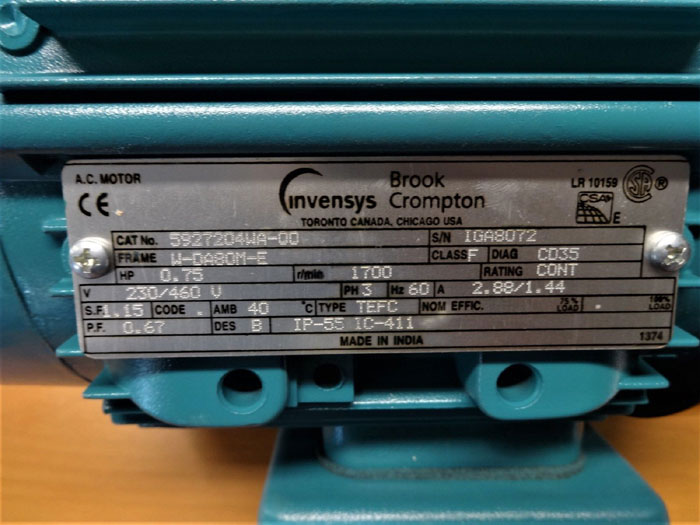 A.C. MOTOR
CE
invensys Brook Crompton
TORONTO CANADA, CHICAGO USA
LR 10159 SA ®
CSA E
CAT No. 5927204WA-00 S/N IGA8072
FRAME W-DA80M-E CLASS F DIAG CD35
HP 0.75 r/min 1700 RATING CONT
V 230/460 V PH 3 Hz 60 A 2.88/1.44
S.F. 1.15 CODE . AMB 40 °C TYPE TEFC NOM EFFIC. 75% LOAD 100% LOAD
P.F. 0.67 DES B IP-55 IC-411
MADE IN INDIA 1374